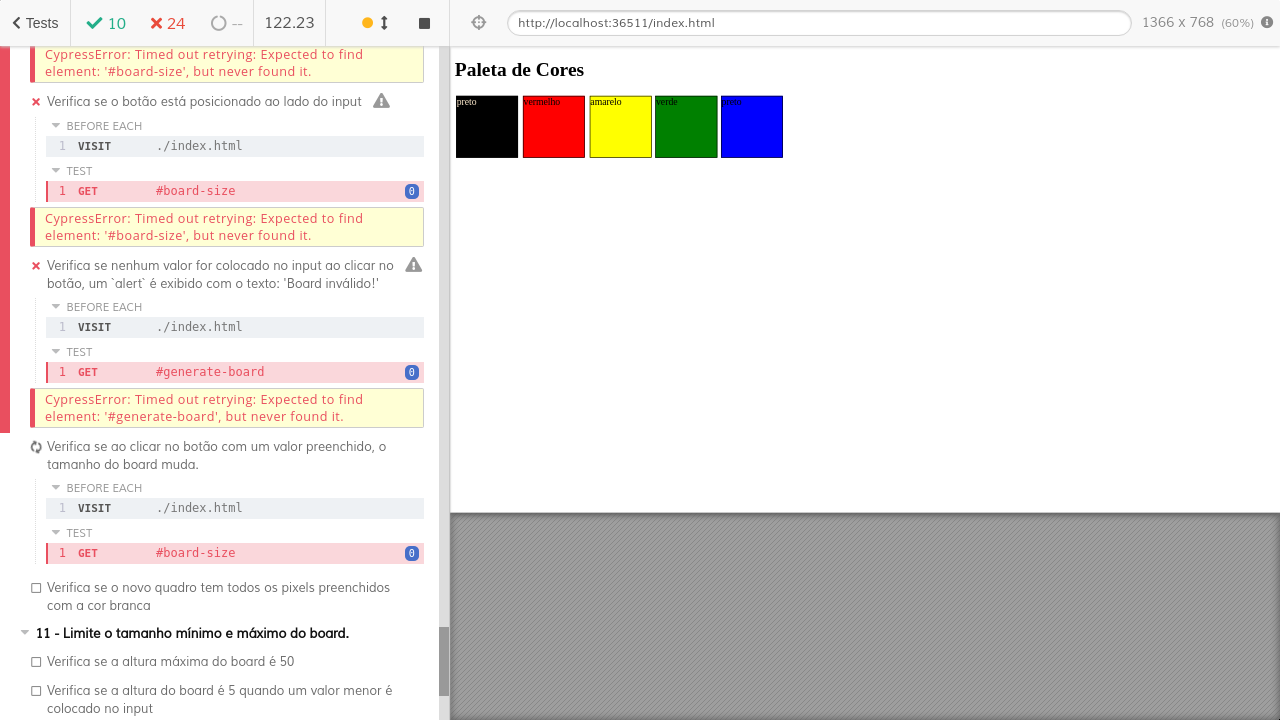 Tests
10
24
--
122.23
http://localhost:36511/index.html
1366 x 768 (60%)
CypressError: Timed out retrying: Expected to find
element: '#board-size', but never found it.
Verifica se o botão está posicionado ao lado do input
BEFORE EACH
1 VISIT ./index.html
TEST
1 GET #board-size 0
CypressError: Timed out retrying: Expected to find
element: '#board-size', but never found it.
Verifica se nenhum valor for colocado no input ao clicar no
botão, um `alert` é exibido com o texto: 'Board inválido!'
BEFORE EACH
1 VISIT ./index.html
TEST
1 GET #generate-board 0
CypressError: Timed out retrying: Expected to find
element: '#generate-board', but never found it.
Verifica se ao clicar no botão com um valor preenchido, o
tamanho do board muda.
BEFORE EACH
1 VISIT ./index.html
TEST
1 GET #board-size 0
Verifica se o novo quadro tem todos os pixels preenchidos
com a cor branca
11 - Limite o tamanho mínimo e máximo do board.
Verifica se a altura máxima do board é 50
Verifica se a altura do board é 5 quando um valor menor é
colocado no input
Paleta de Cores
preto vermelho amarelo verde preto